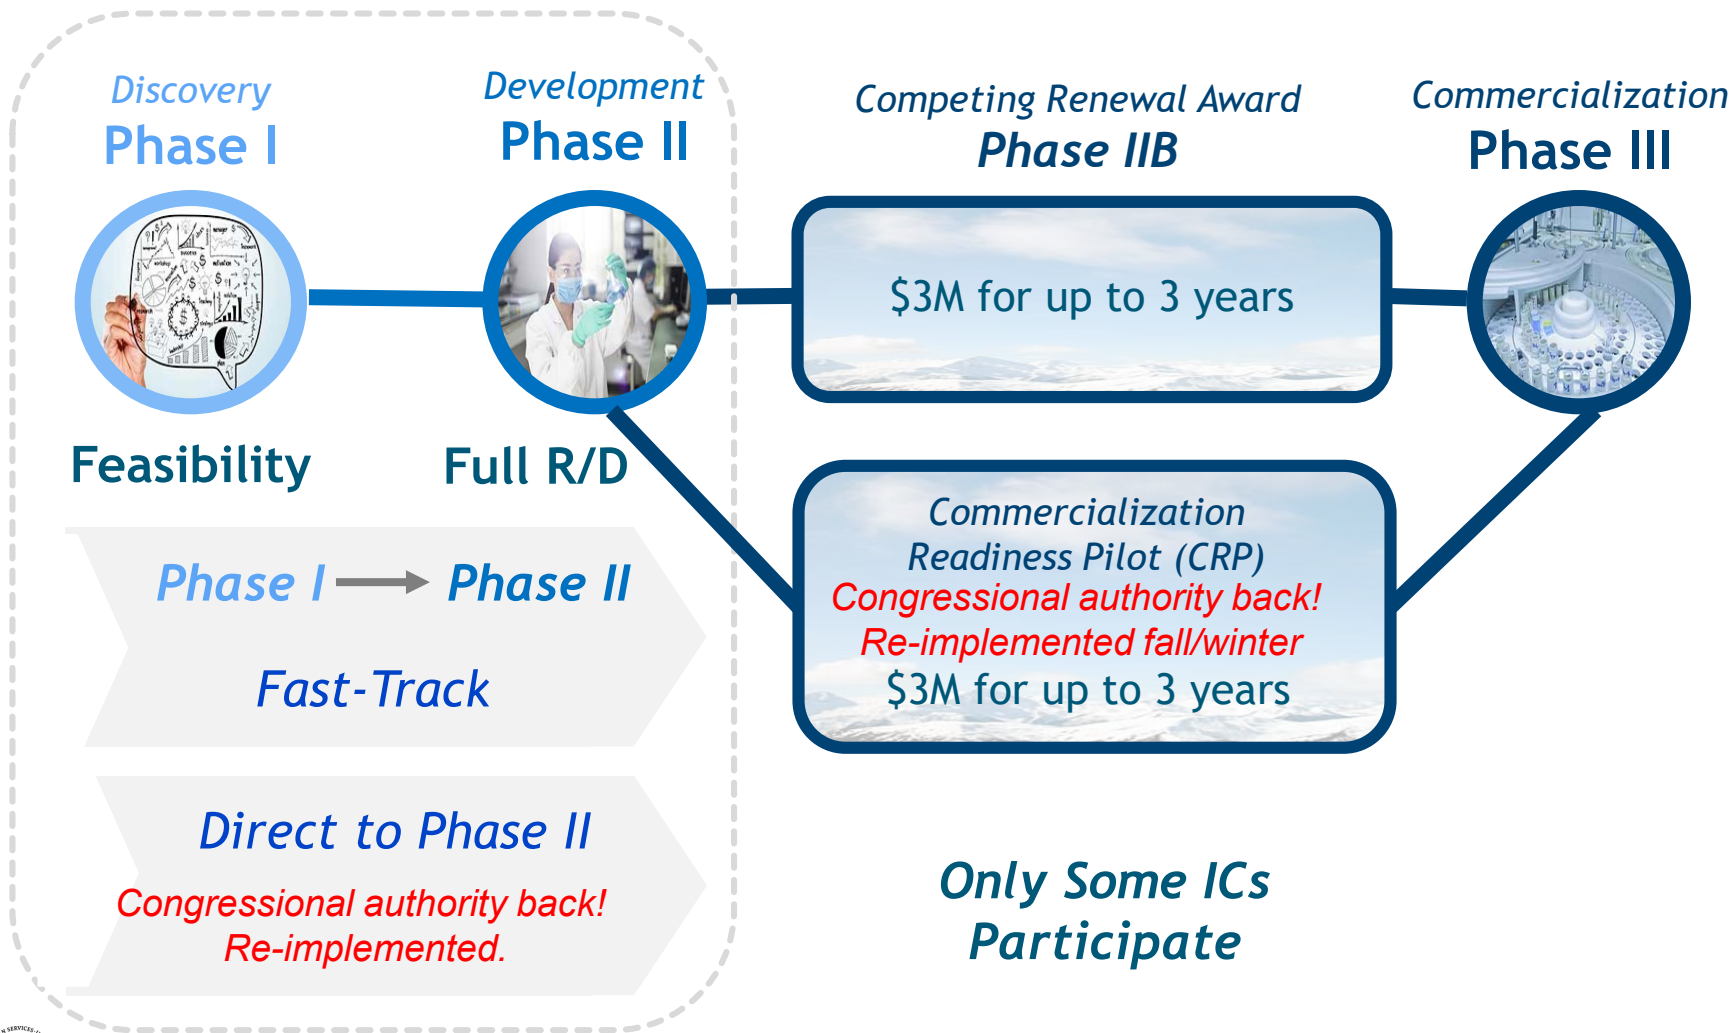 Discovery
Phase I
Development
Phase II
Competing Renewal Award
Phase IIB
Commercialization
Phase III
$3M for up to 3 years
Feasibility
Full R/D
Phase I
Phase II
Fast-Track
Direct to Phase II
Congressional authority back!
Re-implemented.
Commercialization
Readiness Pilot (CRP)
Congressional authority back!
Re-implemented fall/winter
$3M for up to 3 years
Only Some ICs
Participate